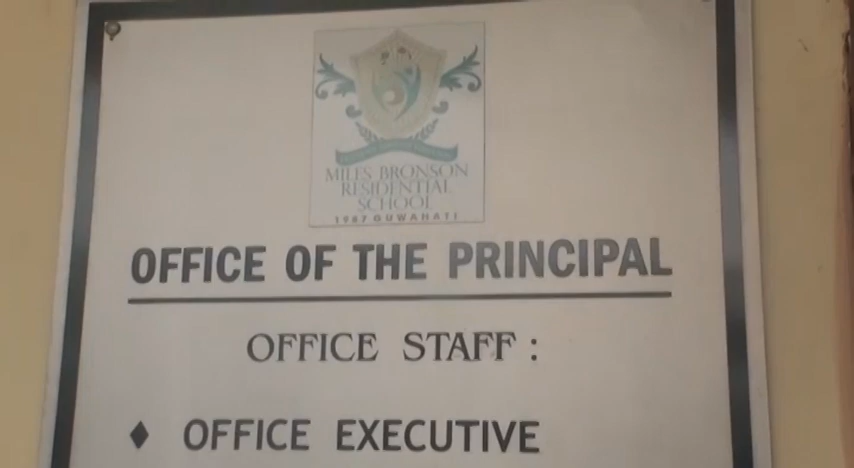 MILES BRONSON
RESIDENTIAL
SCHOOL
1987 GUWAHATI
OFFICE OF THE PRINCIPAL
OFFICE STAFF :
♦ OFFICE EXECUTIVE